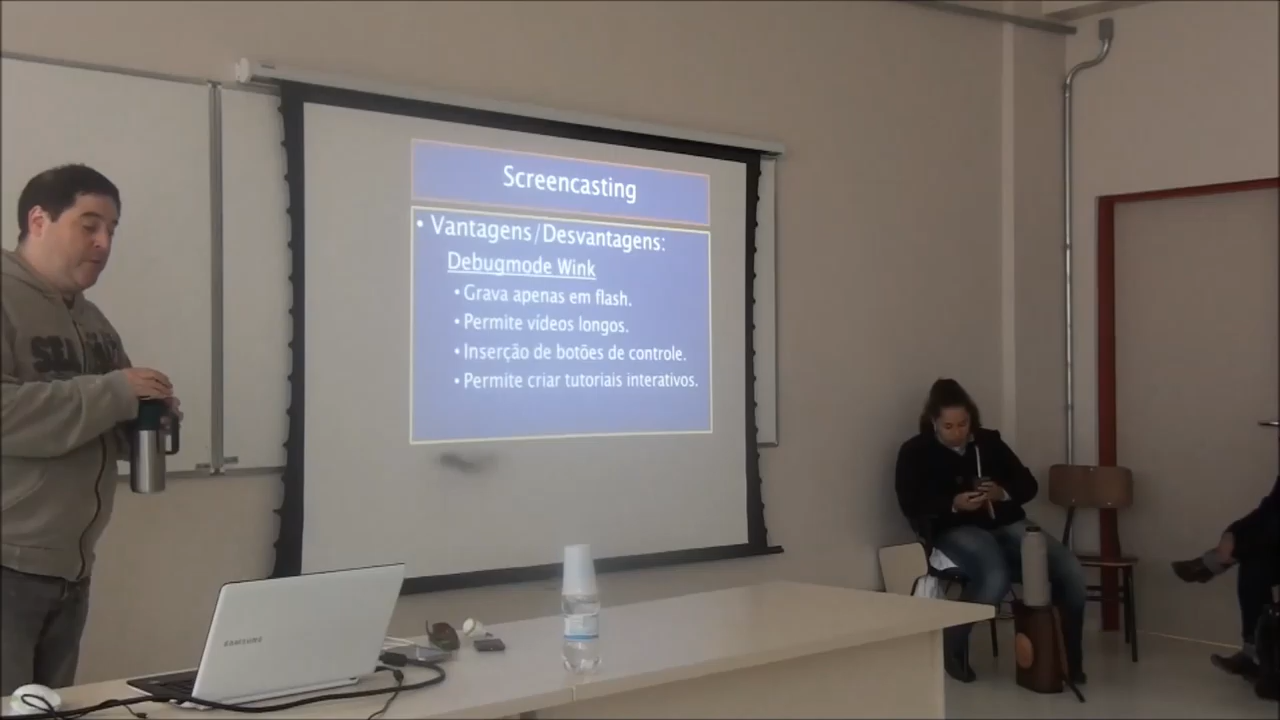 Screencasting
• Vantagens/Desvantagens:
Debugmode Wink
• Grava apenas em flash.
• Permite vídeos longos.
• Inserção de botões de controle.
• Permite criar tutoriais interativos.
SAMSUNG